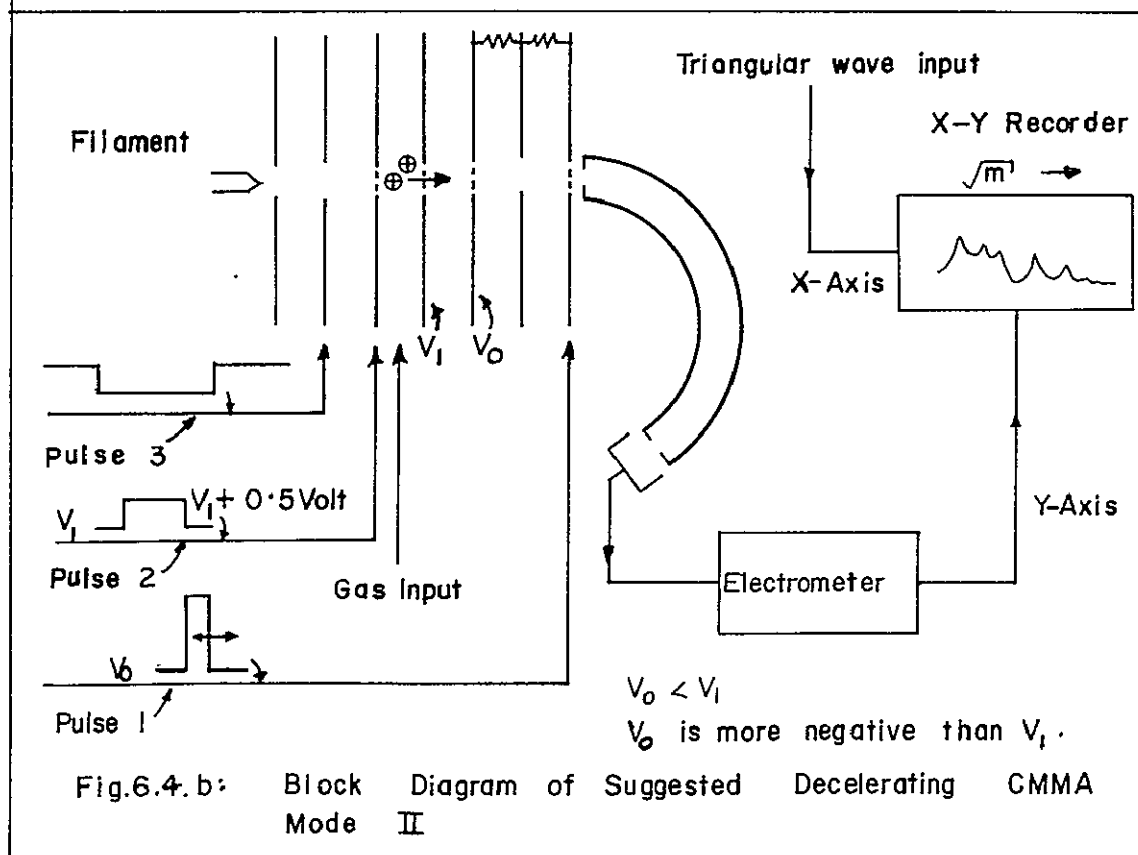 Triangular wave input
Filament
X-Y Recorder
√m →
⊕ ⊕
X-Axis
V₁
V₀
Pulse 3
V₁
V₁ + 0·5 Volt
Y-Axis
Pulse 2
Gas Input
Electrometer
V₀
Pulse 1
V₀ < V₁
V₀ is more negative than V₁.
Fig.6.4.b: Block Diagram of Suggested Decelerating CMMA
Mode II